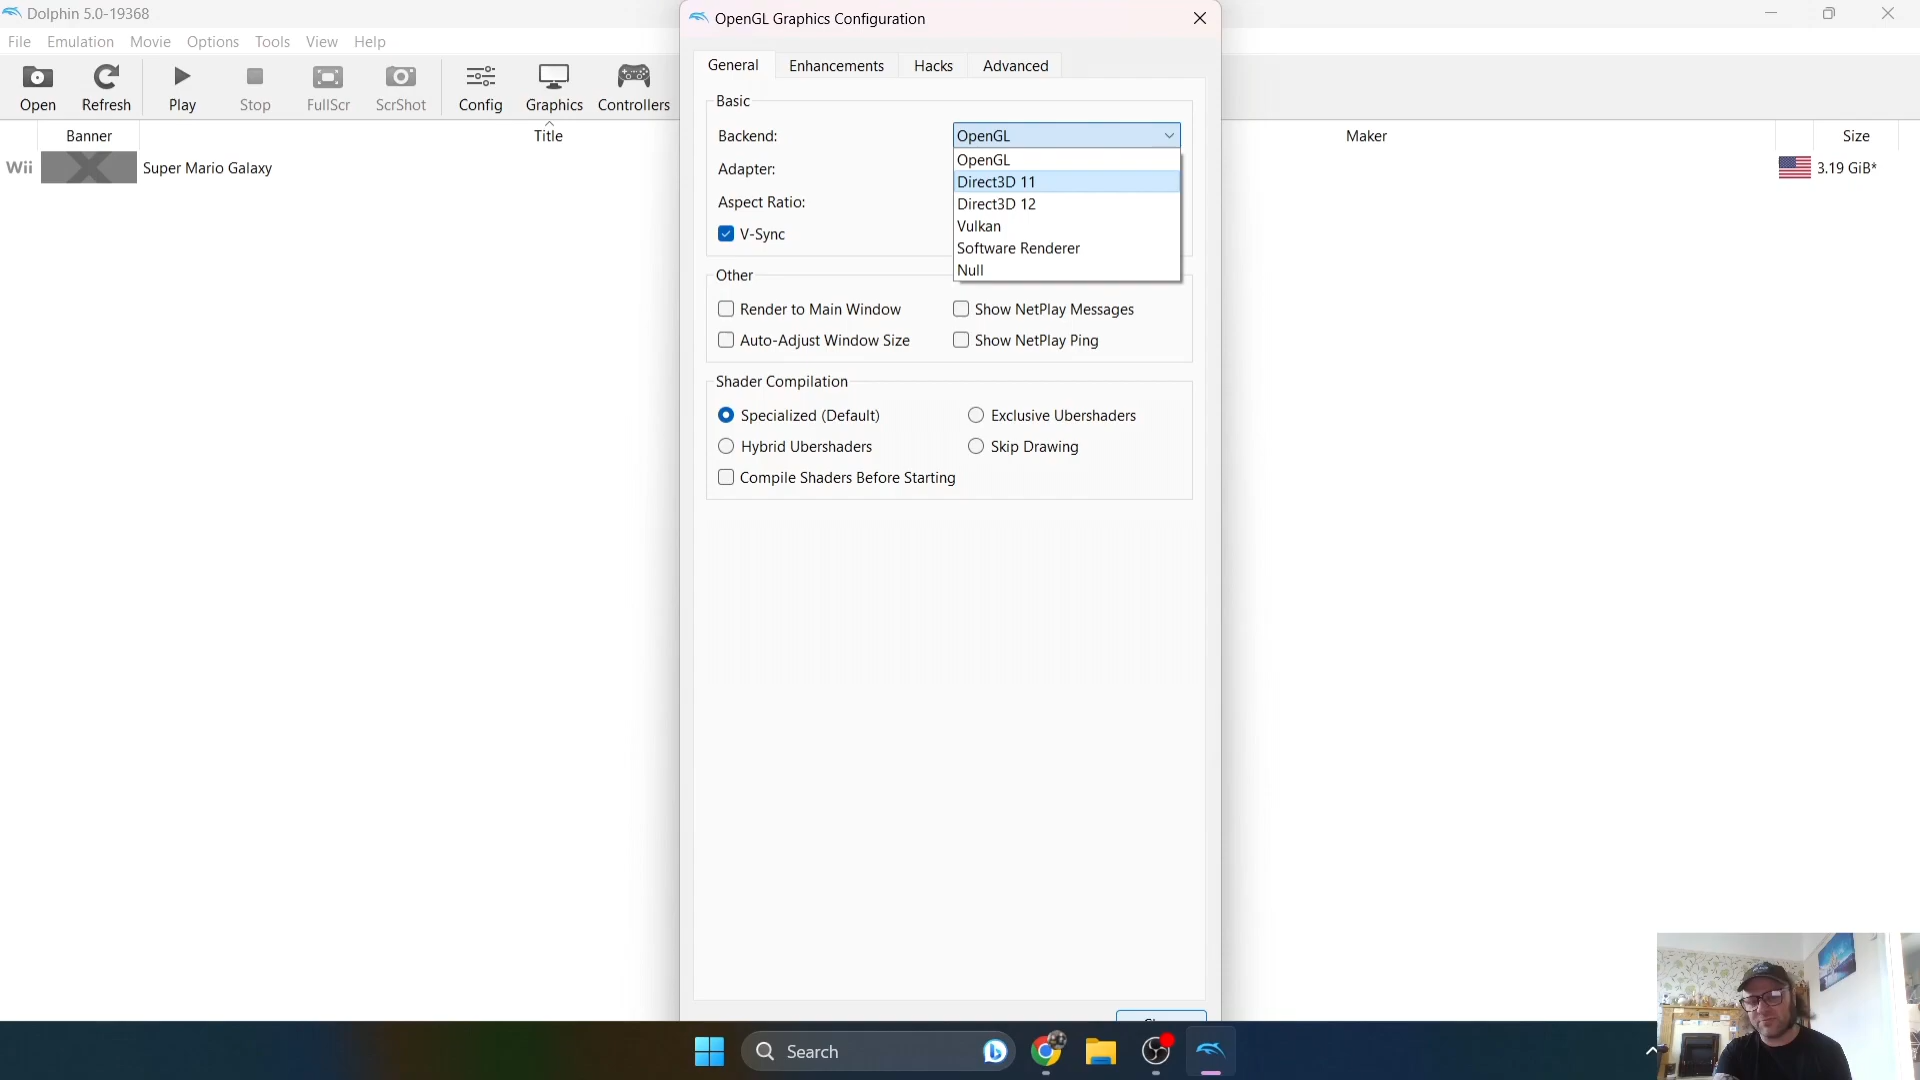 Dolphin 5.0-19368
OpenGL Graphics Configuration
File Emulation Movie Options Tools View Help
Open Refresh Play Stop FullScr ScrShot Config Graphics Controllers
General Enhancements Hacks Advanced
Banner Title Maker Size
Wii Super Mario Galaxy 3.19 GiB*
Basic
Backend: OpenGL
OpenGL
Adapter:
Direct3D 11
Aspect Ratio: Direct3D 12
V-Sync Vulkan
Software Renderer
Null
Other
Render to Main Window Show NetPlay Messages
Auto-Adjust Window Size Show NetPlay Ping
Shader Compilation
Specialized (Default) Exclusive Ubershaders
Hybrid Ubershaders Skip Drawing
Compile Shaders Before Starting
Search